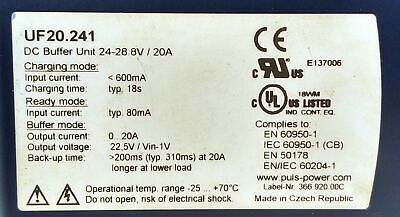 UF20.241
DC Buffer Unit 24-28.8V / 20A
Charging mode:
Input current: < 600mA
Charging time: typ. 18s
Ready mode:
Input current: typ. 80mA
Buffer mode:
Output current: 0...20A
Output voltage: 22,5V / Vin-1V
Back-up time: >200ms (typ. 310ms) at 20A
longer at lower load
Operational temp. range -25 ... +70°C
Do not open, risk of electrical shock.
CE
C US E137006
18WM
C UL US LISTED
IND. CONT. EQ.
Complies to:
EN 60950-1
IEC 60950-1 (CB)
EN 50178
EN/IEC 60204-1
www.puls-power.com
Label-Nr 366.920.00C
Made in Czech Republic